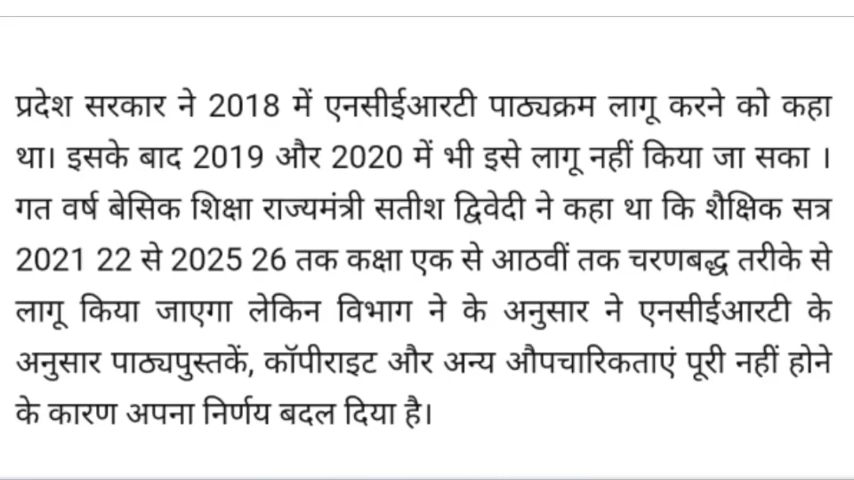 प्रदेश सरकार ने 2018 में एनसीईआरटी पाठ्यक्रम लागू करने को कहा
था। इसके बाद 2019 और 2020 में भी इसे लागू नहीं किया जा सका ।
गत वर्ष बेसिक शिक्षा राज्यमंत्री सतीश द्विवेदी ने कहा था कि शैक्षिक सत्र
2021 22 से 2025 26 तक कक्षा एक से आठवीं तक चरणबद्ध तरीके से
लागू किया जाएगा लेकिन विभाग ने के अनुसार ने एनसीईआरटी के
अनुसार पाठ्यपुस्तकें, कॉपीराइट और अन्य औपचारिकताएं पूरी नहीं होने
के कारण अपना निर्णय बदल दिया है।